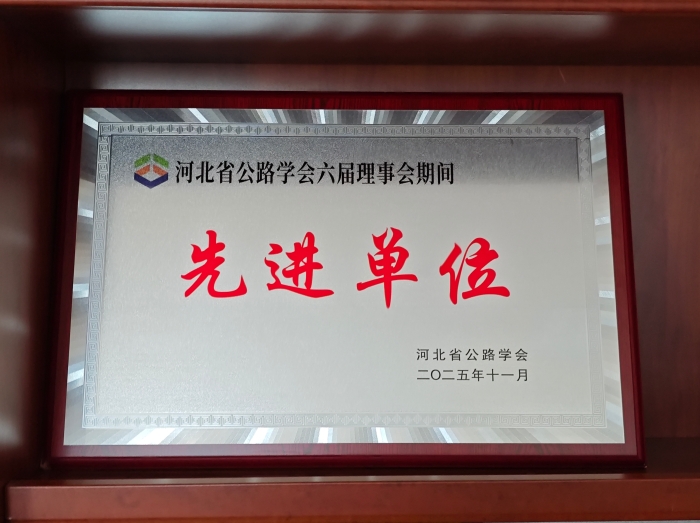 河北省公路学会六届理事会期间
先进单位
河北省公路学会
二〇二五年十一月